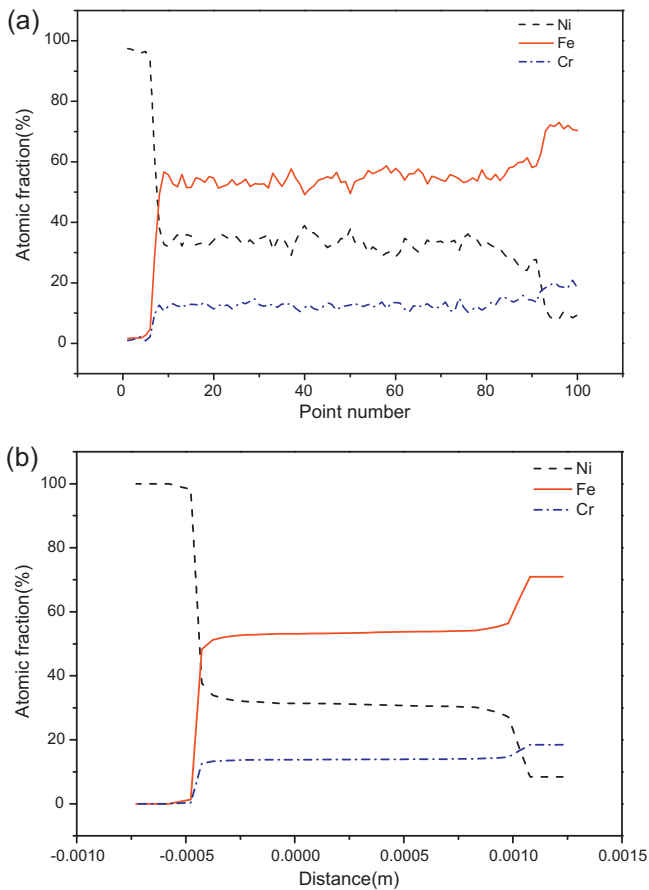 (a)
Ni
Fe
Cr
100
80
60
40
20
0
Atomic fraction(%)
0 20 40 60 80 100
Point number
(b)
Ni
Fe
Cr
100
80
60
40
20
0
Atomic fraction(%)
-0.0010 -0.0005 0.0000 0.0005 0.0010 0.0015
Distance(m)